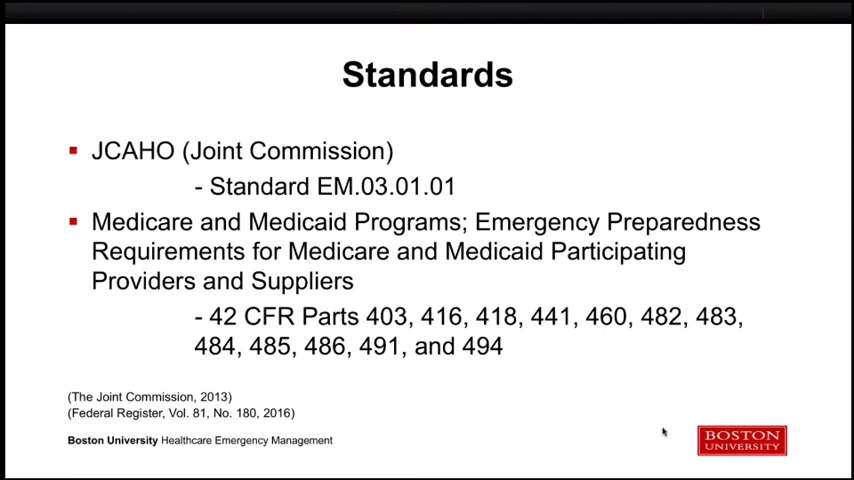 Standards
JCAHO (Joint Commission)
- Standard EM.03.01.01
Medicare and Medicaid Programs; Emergency Preparedness
Requirements for Medicare and Medicaid Participating
Providers and Suppliers
- 42 CFR Parts 403, 416, 418, 441, 460, 482, 483,
484, 485, 486, 491, and 494
(The Joint Commission, 2013)
(Federal Register, Vol. 81, No. 180, 2016)
Boston University Healthcare Emergency Management
BOSTON
UNIVERSITY